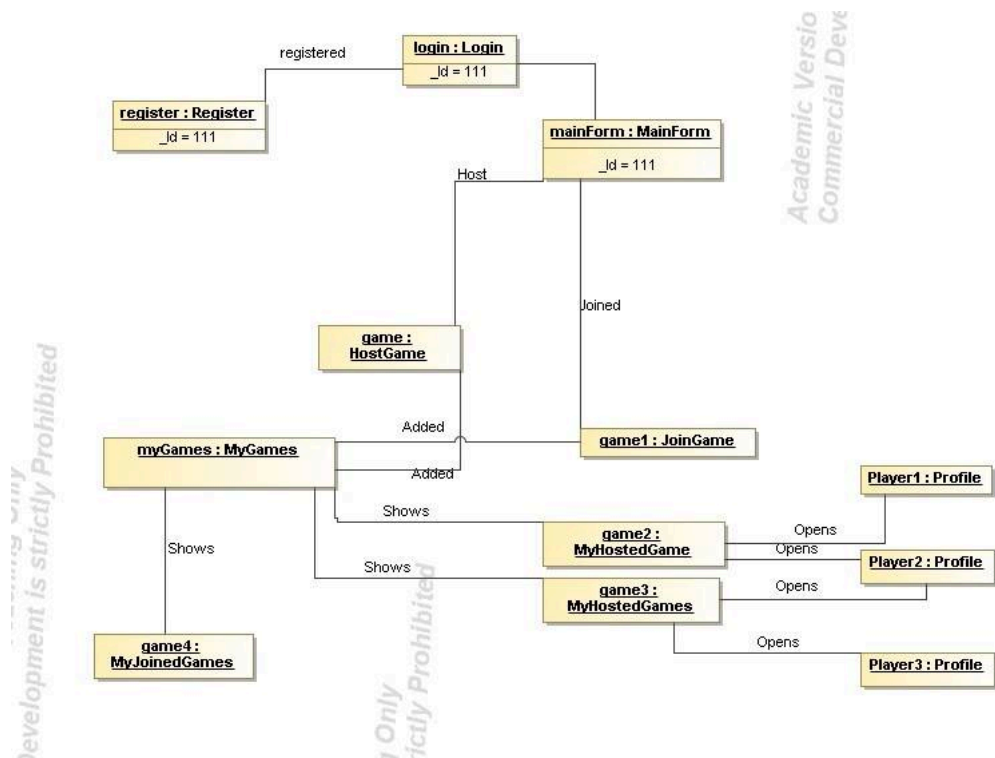 Academic Versio
Commercial Deve
login : Login
_Id = 111
registered
register : Register
_Id = 111
mainForm : MainForm
_Id = 111
Host
Joined
game :
HostGame
Added
game1 : JoinGame
myGames : MyGames
Added
Player1 : Profile
Shows
game2 :
MyHostedGame
Opens
Opens
Player2 : Profile
Shows
Shows
game3 :
MyHostedGames
Opens
game4 :
MyJoinedGames
Opens
Player3 : Profile
Only
Development is strictly Prohibited
g Only
rictly Prohibited